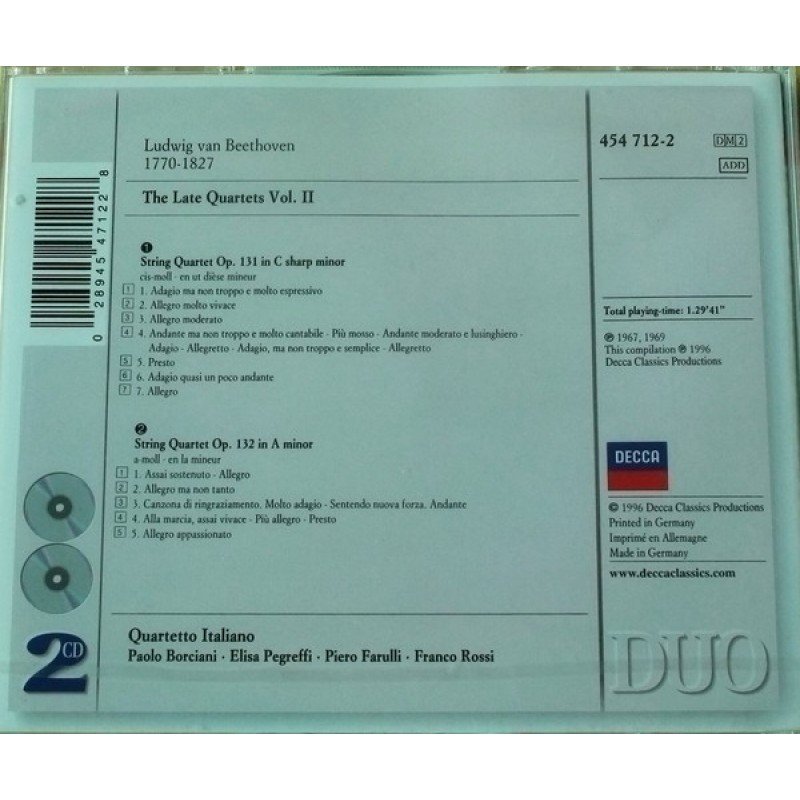 Ludwig van Beethoven
1770-1827
The Late Quartets Vol. II
1
String Quartet Op. 131 in C sharp minor
cis-moll · en ut dièse mineur
1 1. Adagio ma non troppo e molto espressivo
2 2. Allegro molto vivace
3 3. Allegro moderato
4 4. Andante ma non troppo e molto cantabile · Più mosso · Andante moderato e lusinghiero ·
Adagio · Allegretto · Adagio, ma non troppo e semplice · Allegretto
5 5. Presto
6 6. Adagio quasi un poco andante
7 7. Allegro
2
String Quartet Op. 132 in A minor
a-moll · en la mineur
1 1. Assai sostenuto · Allegro
2 2. Allegro ma non tanto
3 3. Canzona di ringraziamento. Molto adagio · Sentendo nuova forza. Andante
4 4. Alla marcia, assai vivace · Più allegro · Presto
5 5. Allegro appassionato
Quartetto Italiano
Paolo Borciani · Elisa Pegreffi · Piero Farulli · Franco Rossi
454 712-2 DM2
ADD
Total playing-time: 1.29'41"
℗ 1967, 1969
This compilation ℗ 1996
Decca Classics Productions
DECCA
© 1996 Decca Classics Productions
Printed in Germany
Imprimé en Allemagne
Made in Germany
www.deccaclassics.com
DUO
0 28945 47122 8
2 CD